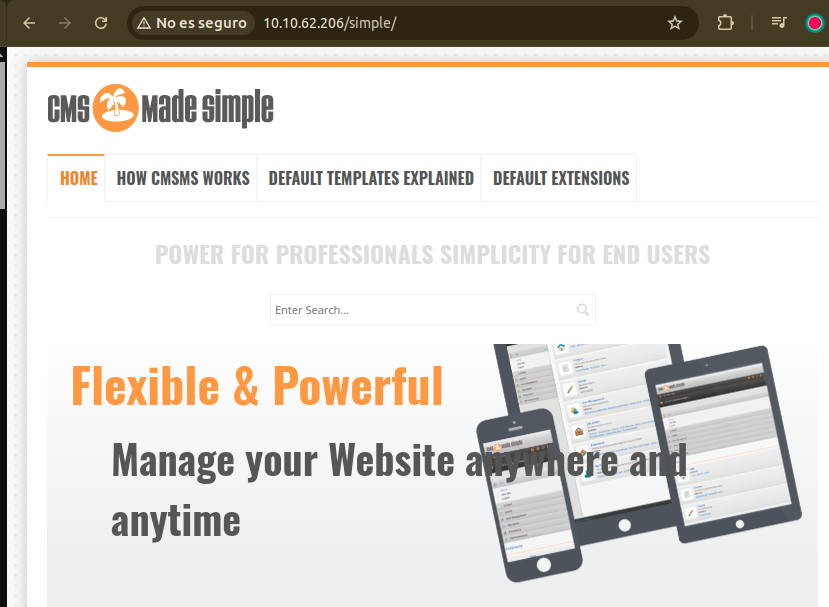 No es seguro 10.10.62.206/simple/
CMS made simple
HOME HOW CMSMS WORKS DEFAULT TEMPLATES EXPLAINED DEFAULT EXTENSIONS
POWER FOR PROFESSIONALS SIMPLICITY FOR END USERS
Enter Search...
Flexible & Powerful
Manage your Website anywhere and
anytime